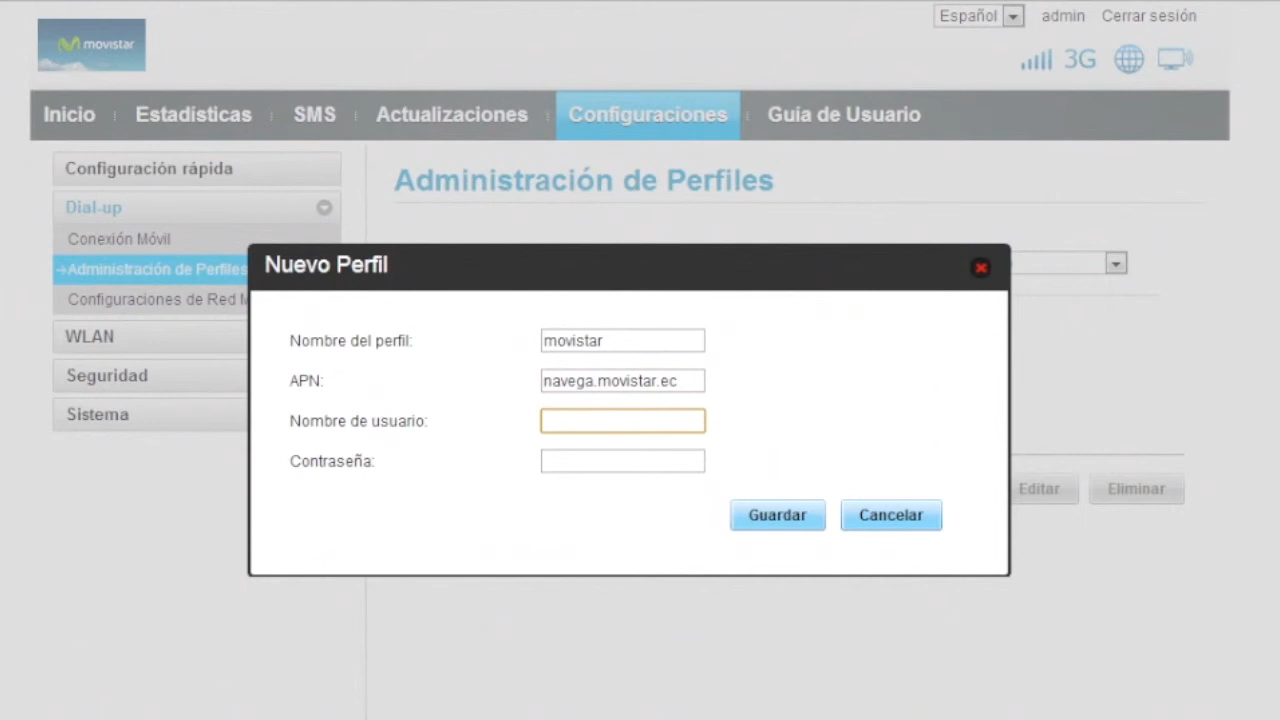 Español admin Cerrar sesión
movistar
3G
Inicio Estadísticas SMS Actualizaciones Configuraciones Guía de Usuario
Configuración rápida
Dial-up
Conexión Móvil
Administración de Perfiles
Configuraciones de Red M
WLAN
Seguridad
Sistema
Administración de Perfiles
Nuevo Perfil
Nombre del perfil: movistar
APN: navega.movistar.ec
Nombre de usuario:
Contraseña:
Guardar Cancelar
Editar Eliminar